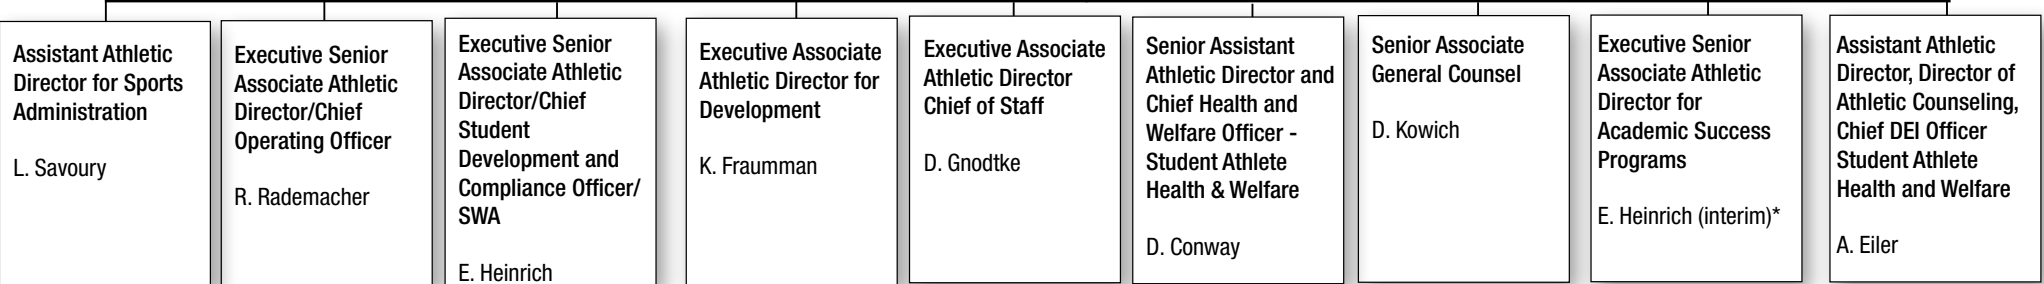 Assistant Athletic
Director for Sports
Administration
L. Savoury
Executive Senior
Associate Athletic
Director/Chief
Operating Officer
R. Rademacher
Executive Senior
Associate Athletic
Director/Chief
Student
Development and
Compliance Officer/
SWA
E. Heinrich
Executive Associate
Athletic Director for
Development
K. Fraumman
Executive Associate
Athletic Director
Chief of Staff
D. Gnodtke
Senior Assistant
Athletic Director and
Chief Health and
Welfare Officer -
Student Athlete
Health & Welfare
D. Conway
Senior Associate
General Counsel
D. Kowich
Executive Senior
Associate Athletic
Director for
Academic Success
Programs
E. Heinrich (interim)*
Assistant Athletic
Director, Director of
Athletic Counseling,
Chief DEI Officer
Student Athlete
Health and Welfare
A. Eiler